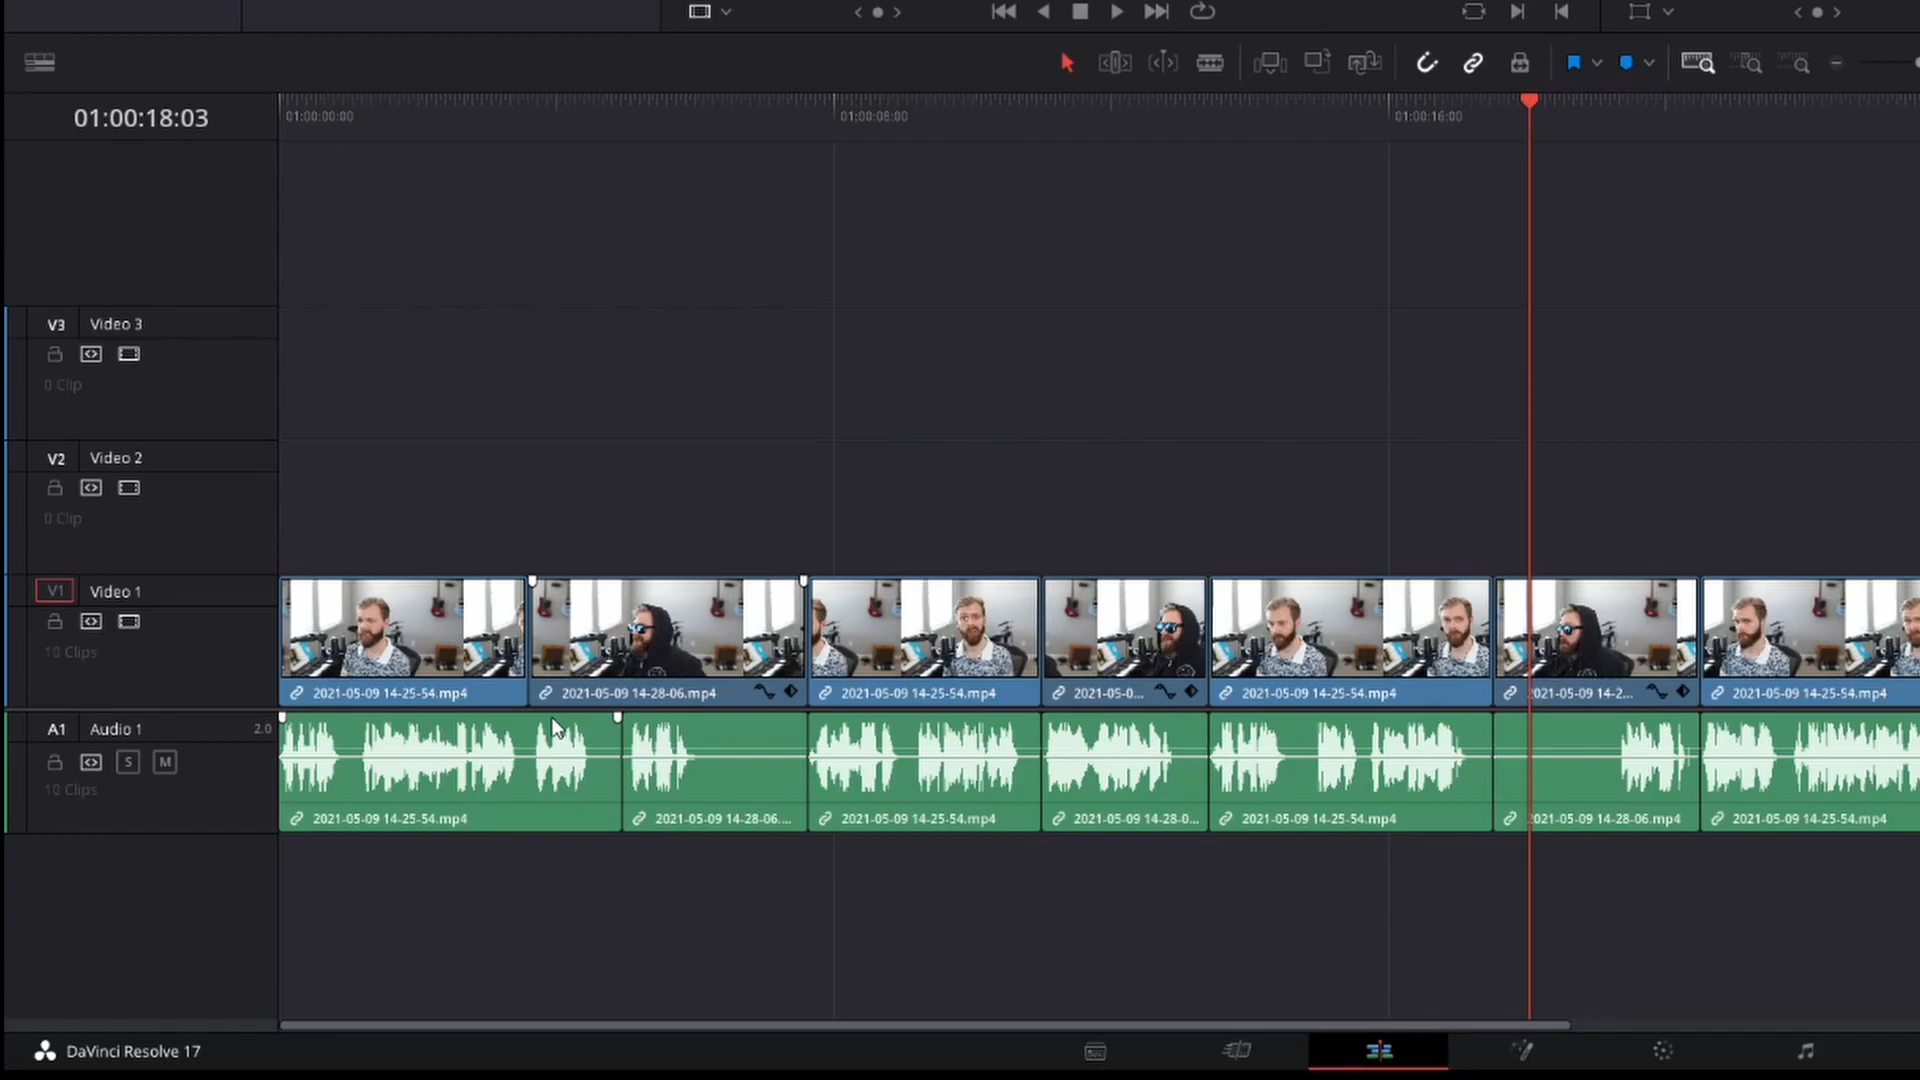 01:00:18:03
01:00:00:00
01:00:08:00
01:00:16:00
V3 Video 3
0 Clip
V2 Video 2
0 Clip
V1 Video 1
10 Clips
2021-05-09 14-25-54.mp4
2021-05-09 14-28-06.mp4
2021-05-09 14-25-54.mp4
2021-05-0...
2021-05-09 14-25-54.mp4
2021-05-09 14-2...
2021-05-09 14-25-54.mp4
A1 Audio 1 2.0
S M
10 Clips
2021-05-09 14-25-54.mp4
2021-05-09 14-28-06....
2021-05-09 14-25-54.mp4
2021-05-09 14-28-0...
2021-05-09 14-25-54.mp4
2021-05-09 14-28-06.mp4
2021-05-09 14-25-54.mp4
DaVinci Resolve 17